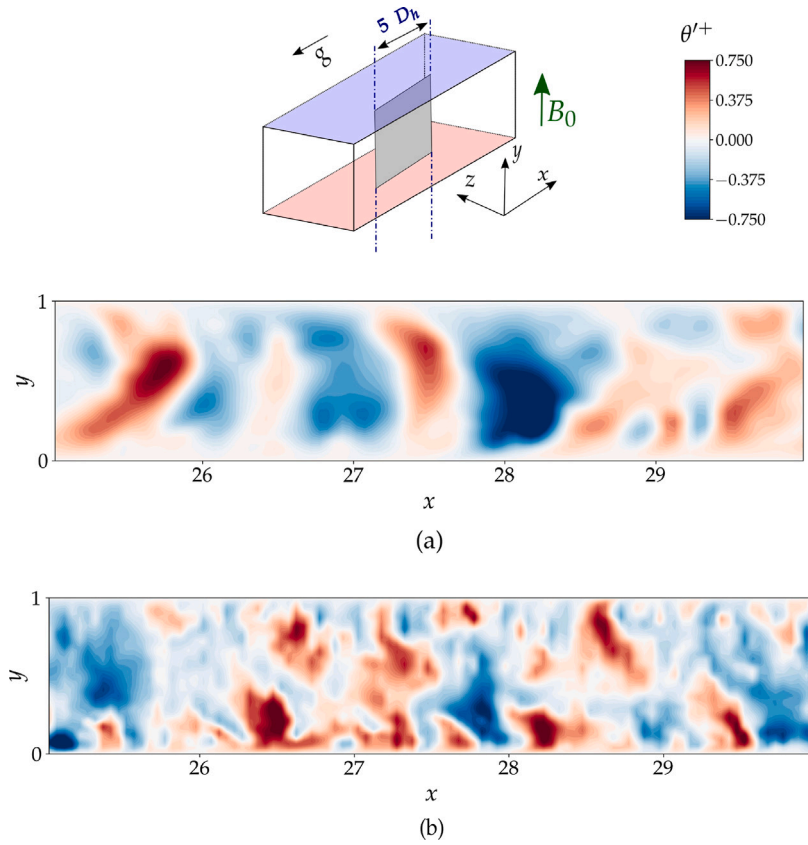 5 D_h
g
B_0
y
x
z
θ′+
0.750
0.375
0.000
−0.375
−0.750
1
y
0
26 27 28 29
x
(a)
1
y
0
26 27 28 29
x
(b)